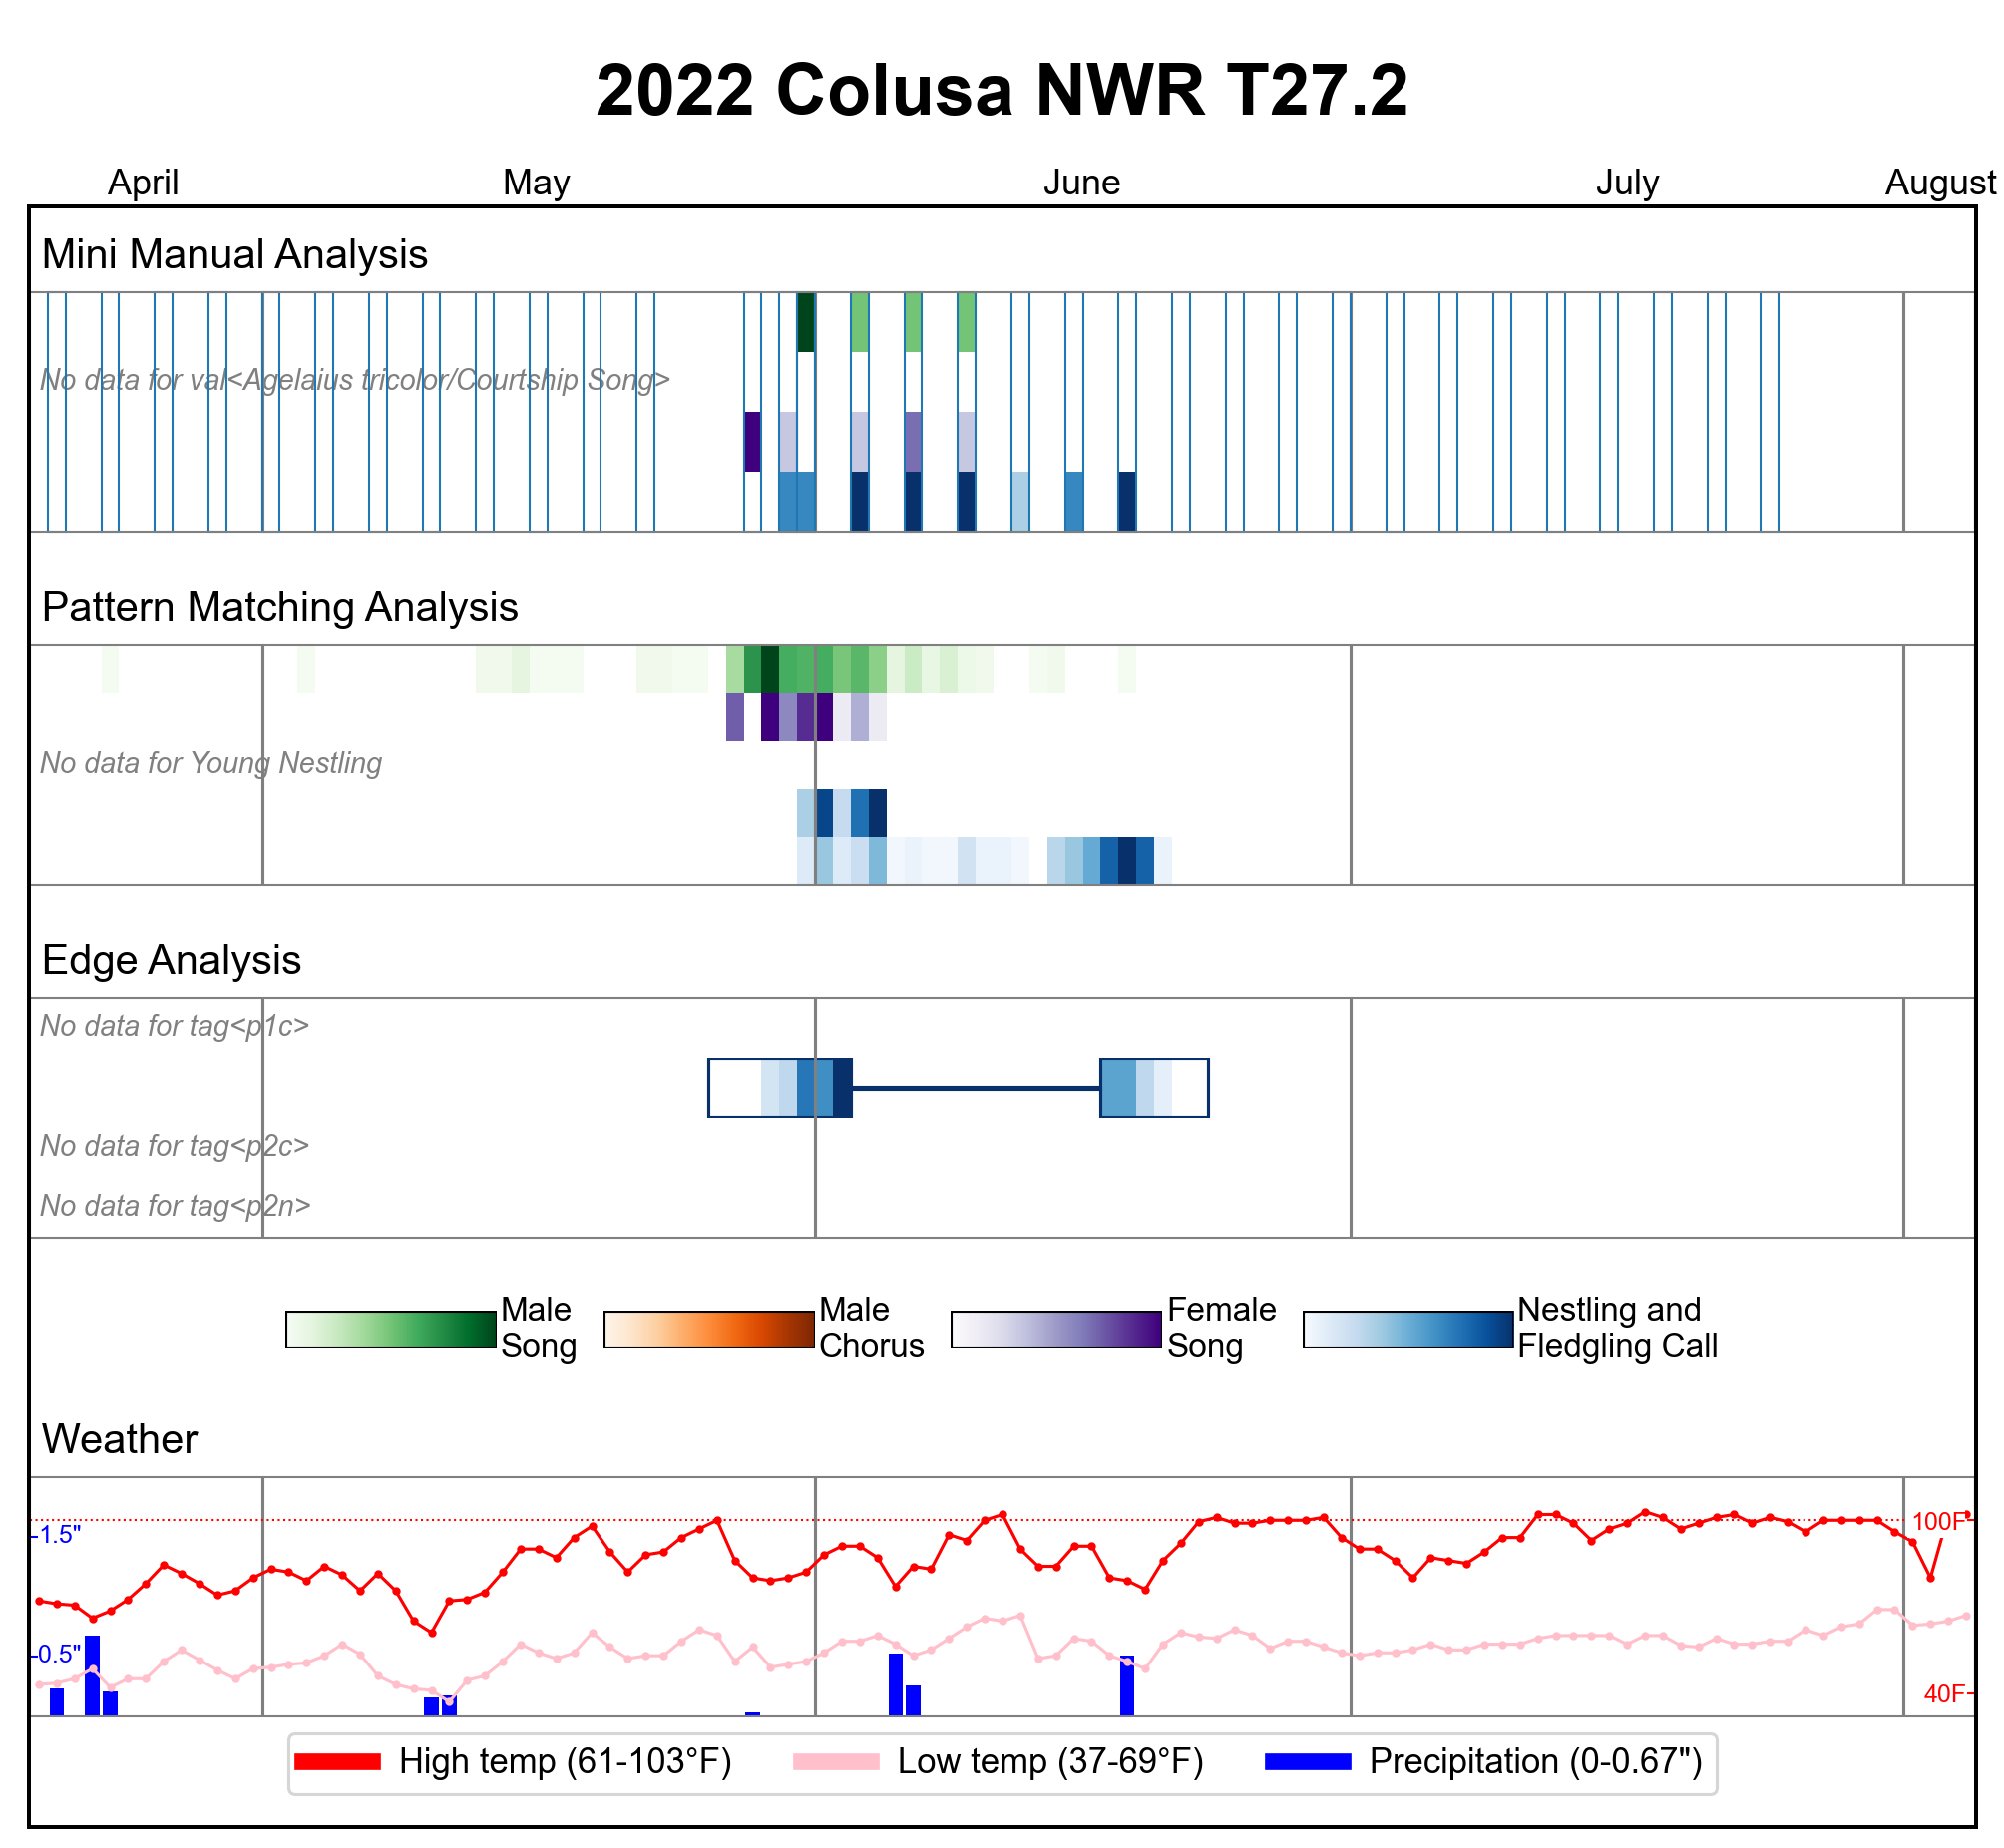 2022 Colusa NWR T27.2
April May June July August
Mini Manual Analysis
No data for val<Agelaius tricolor/Courtship Song>
Pattern Matching Analysis
No data for Young Nestling
Edge Analysis
No data for tag<p1c>
No data for tag<p2c>
No data for tag<p2n>
Male Song
Male Chorus
Female Song
Nestling and Fledgling Call
Weather
1.5"
100F
0.5"
40F
High temp (61-103°F) Low temp (37-69°F) Precipitation (0-0.67")